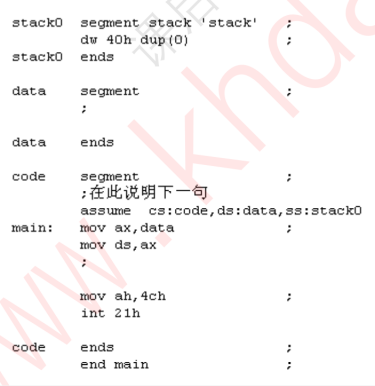 stack0 segment stack 'stack' ;
dw 40h dup(0) ;
stack0 ends
data segment ;
;
data ends
code segment ;
;在此说明下一句
assume cs:code,ds:data,ss:stack0
main: mov ax,data ;
mov ds,ax
;
mov ah,4ch ;
int 21h
code ends ;
end main ;